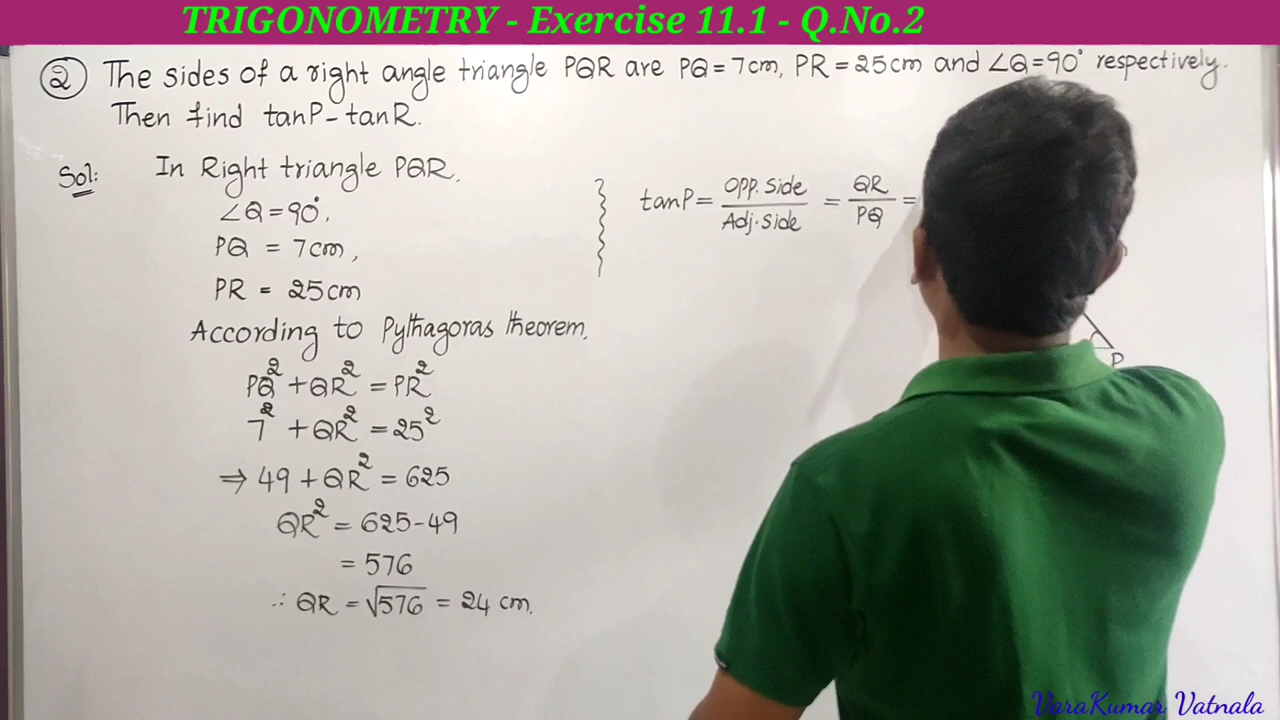 TRIGONOMETRY - Exercise 11.1 - Q.No.2
② The sides of a right angle triangle PQR are PQ = 7cm, PR = 25cm and ∠Q = 90° respectively.
Then find tanP - tanR.
Sol: In Right triangle PQR.
∠Q = 90°.
PQ = 7cm,
PR = 25cm
According to Pythagoras theorem.
PQ² + QR² = PR²
7² + QR² = 25²
⇒ 49 + QR² = 625
QR² = 625 - 49
= 576
∴ QR = √576 = 24 cm.
tanP = Opp. Side / Adj. Side = QR / PQ =
P
VaraKumar Vatnala